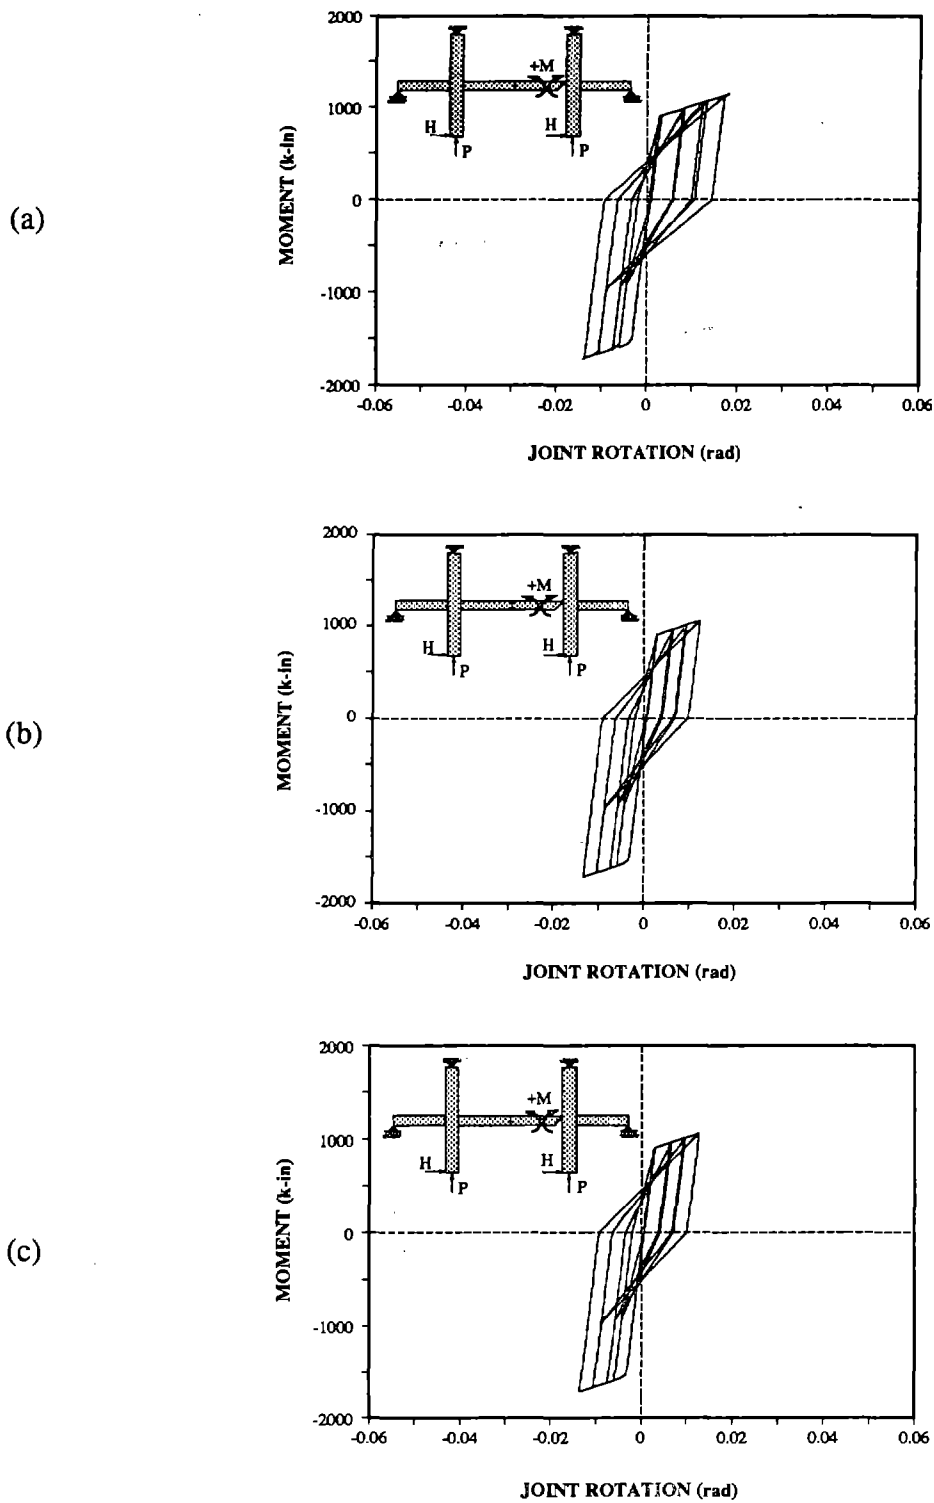 (a)
MOMENT (k-in)
2000
1000
0
-1000
-2000
+M
H
P
H
P
-0.06
-0.04
-0.02
0
0.02
0.04
0.06
JOINT ROTATION (rad)
(b)
MOMENT (k-in)
2000
1000
0
-1000
-2000
+M
H
P
H
P
-0.06
-0.04
-0.02
0
0.02
0.04
0.06
JOINT ROTATION (rad)
(c)
MOMENT (k-in)
2000
1000
0
-1000
-2000
+M
H
P
H
P
-0.06
-0.04
-0.02
0
0.02
0.04
0.06
JOINT ROTATION (rad)